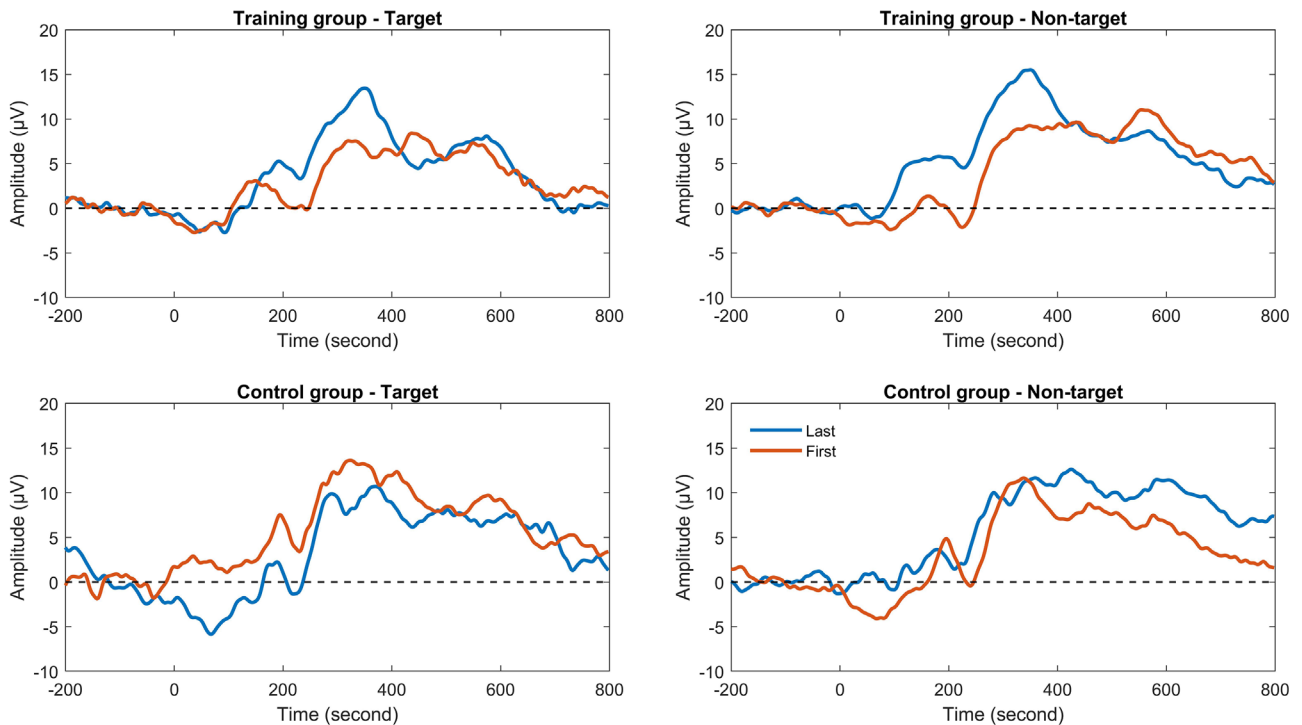 Training group - Target
20
15
10
5
0
-5
-10
Amplitude (µV)
-200 0 200 400 600 800
Time (second)
Training group - Non-target
20
15
10
5
0
-5
-10
Amplitude (µV)
-200 0 200 400 600 800
Time (second)
Control group - Target
20
15
10
5
0
-5
-10
Amplitude (µV)
-200 0 200 400 600 800
Time (second)
Control group - Non-target
20
15
10
5
0
-5
-10
Amplitude (µV)
Last
First
-200 0 200 400 600 800
Time (second)